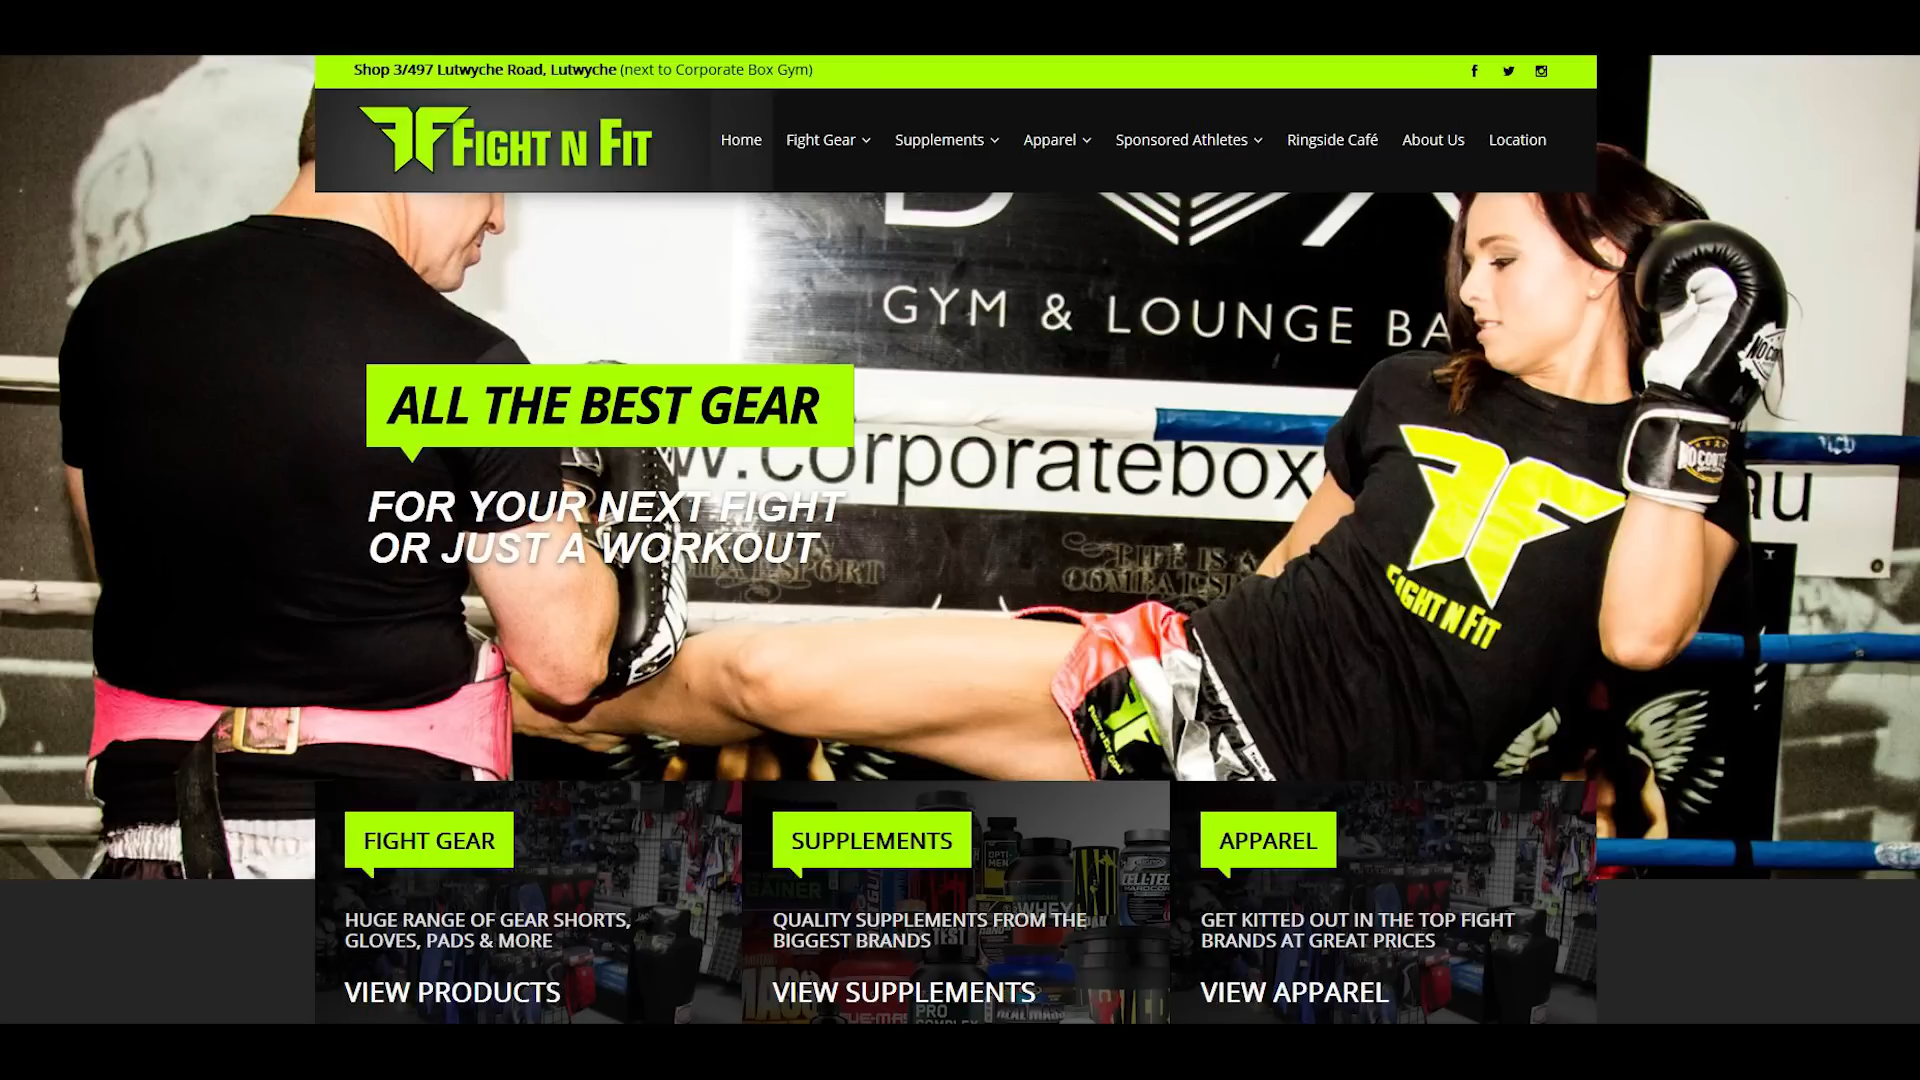 Shop 3/497 Lutwyche Road, Lutwyche (next to Corporate Box Gym)
FIGHT N FIT
Home
Fight Gear
Supplements
Apparel
Sponsored Athletes
Ringside Café
About Us
Location
GYM & LOUNGE BA
ALL THE BEST GEAR
w.corporatebox
au
FOR YOUR NEXT FIGHT
OR JUST A WORKOUT
LIFE IS A
FIGHT N FIT
FIGHT GEAR
HUGE RANGE OF GEAR SHORTS,
GLOVES, PADS & MORE
VIEW PRODUCTS
SUPPLEMENTS
QUALITY SUPPLEMENTS FROM THE
BIGGEST BRANDS
VIEW SUPPLEMENTS
APPAREL
GET KITTED OUT IN THE TOP FIGHT
BRANDS AT GREAT PRICES
VIEW APPAREL